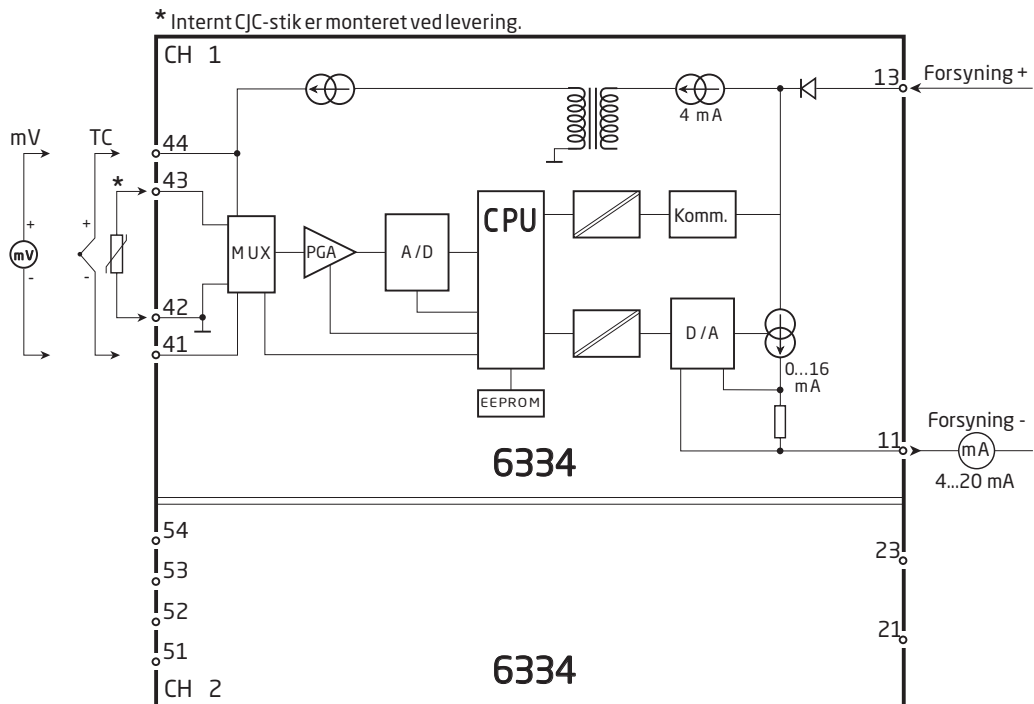 * Internt CJC-stik er monteret ved levering.
CH 1
13
Forsyning +
4 mA
mV
TC
44
*
43
+
+
mV
-
-
MUX
PGA
A/D
CPU
Komm.
42
41
D/A
0...16
mA
EEPROM
Forsyning -
11
mA
4...20 mA
6334
54
53
52
51
23
21
6334
CH 2